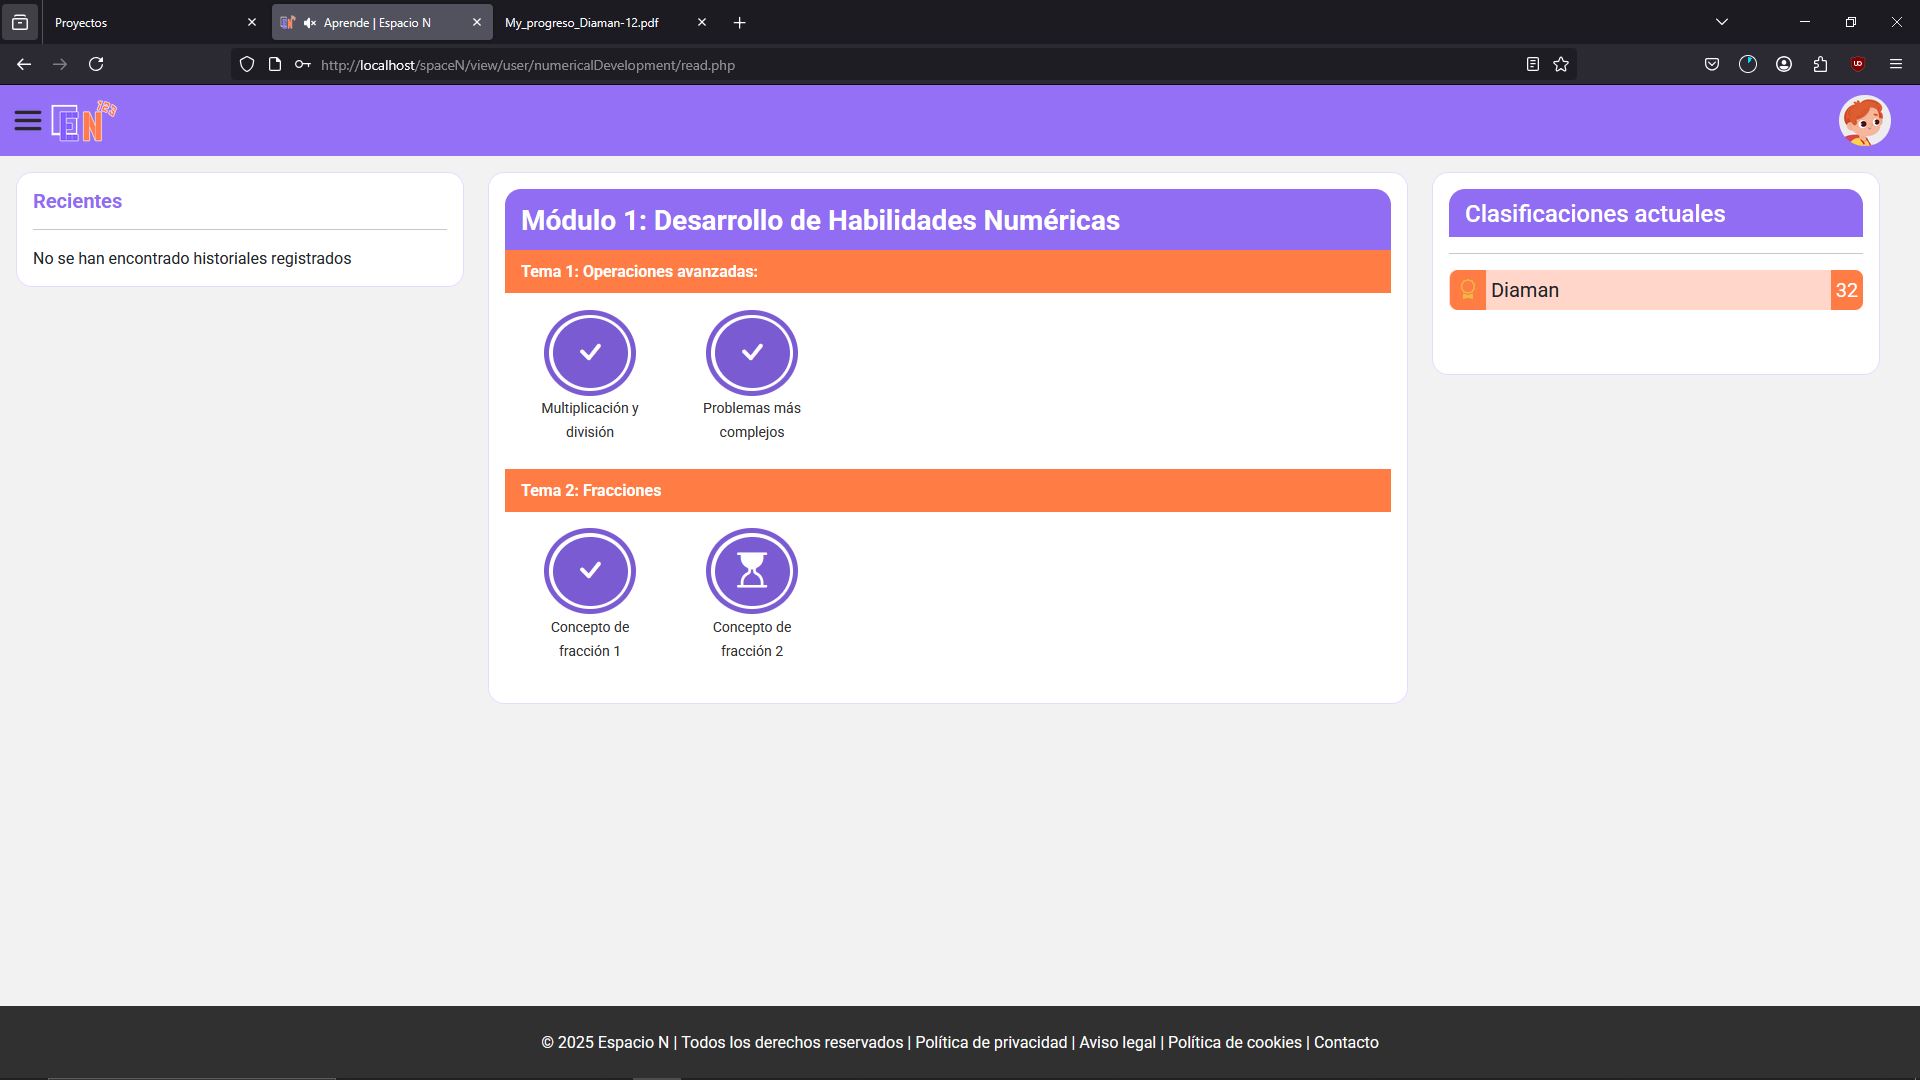 Proyectos
Aprende | Espacio N
My_progreso_Diaman-12.pdf
http://localhost/spaceN/view/user/numericalDevelopment/read.php
EN 123
Recientes
No se han encontrado historiales registrados
Módulo 1: Desarrollo de Habilidades Numéricas
Tema 1: Operaciones avanzadas:
Multiplicación y
división
Problemas más
complejos
Tema 2: Fracciones
Concepto de
fracción 1
Concepto de
fracción 2
Clasificaciones actuales
Diaman 32
© 2025 Espacio N | Todos los derechos reservados | Política de privacidad | Aviso legal | Política de cookies | Contacto